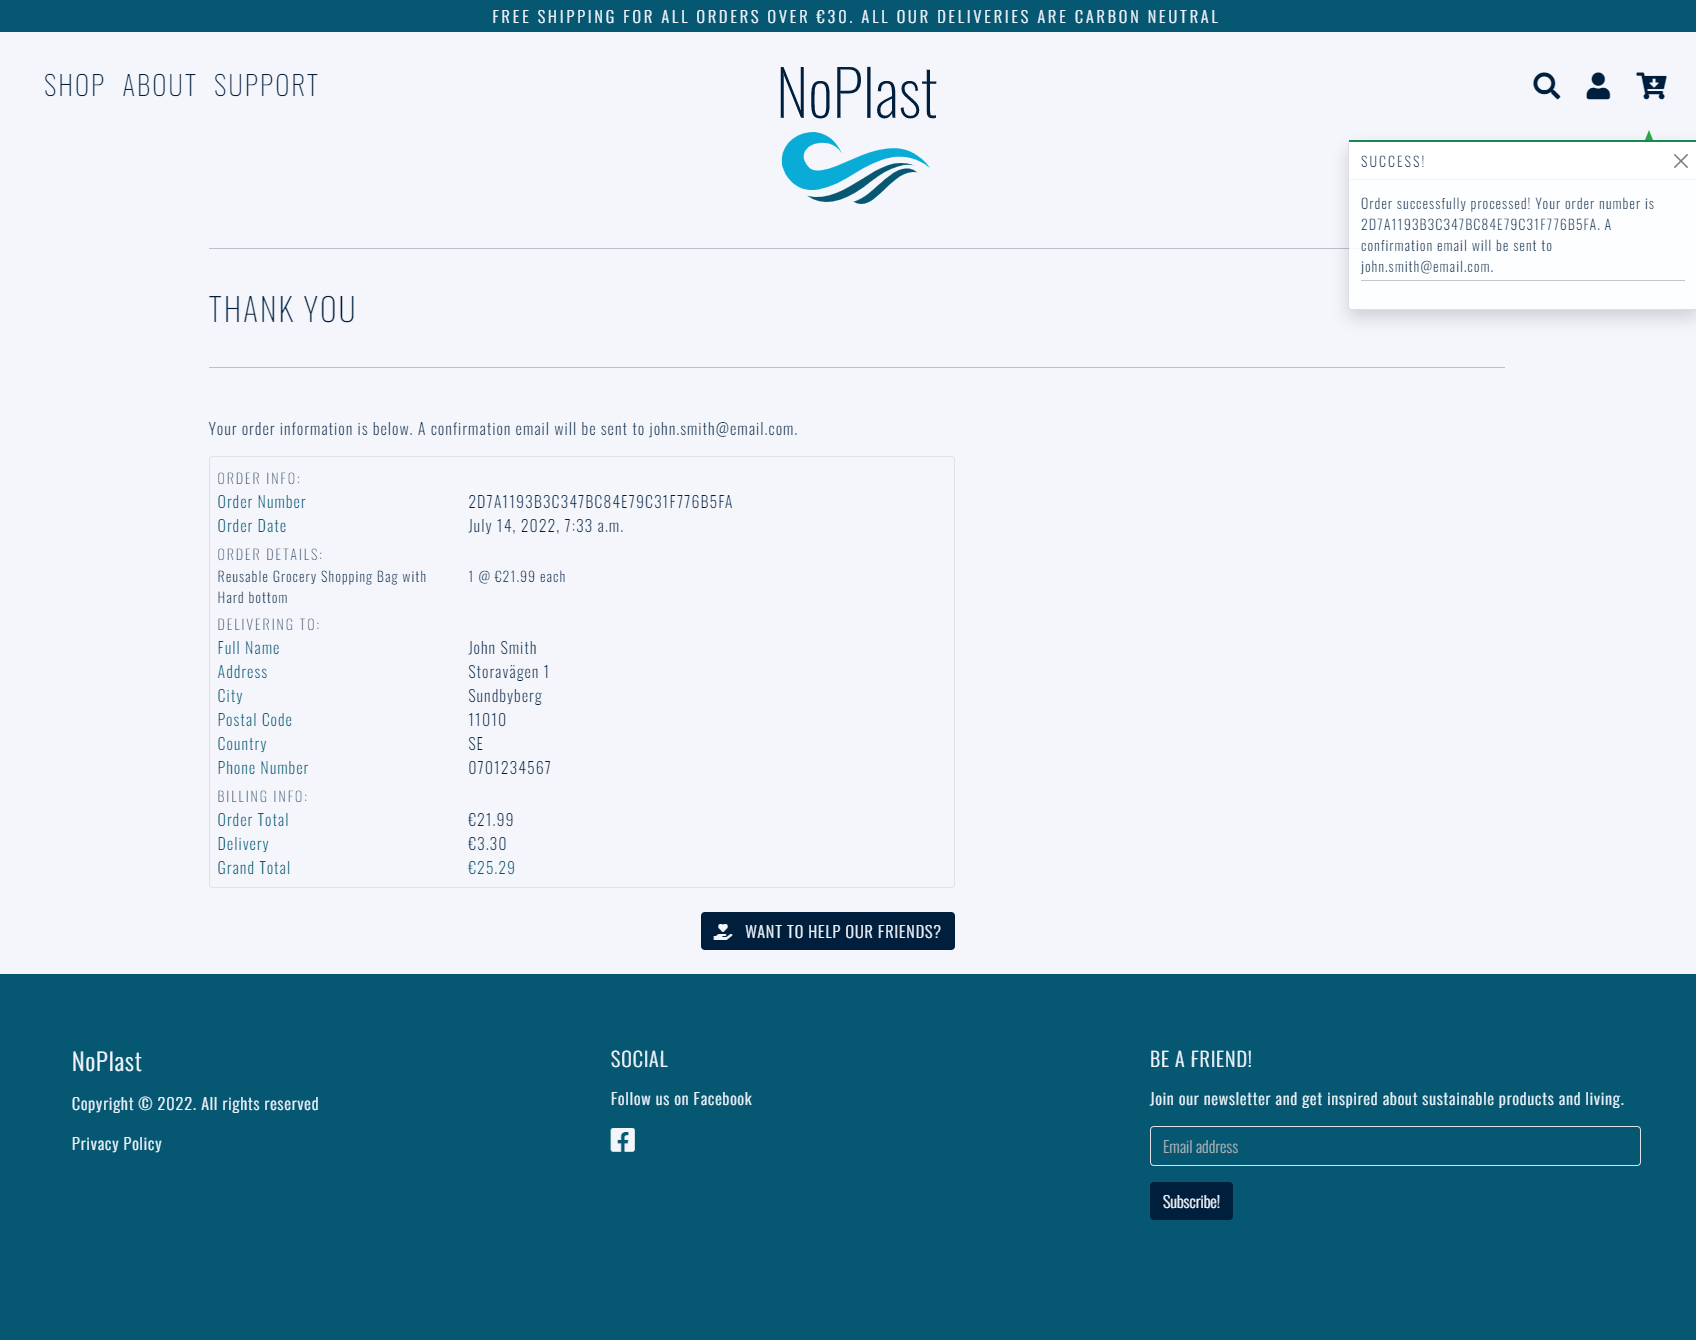 FREE SHIPPING FOR ALL ORDERS OVER €30. ALL OUR DELIVERIES ARE CARBON NEUTRAL
SHOP ABOUT SUPPORT
NoPlast
SUCCESS!
Order successfully processed! Your order number is
2D7A1193B3C347BC84E79C31F776B5FA. A
confirmation email will be sent to
john.smith@email.com.
THANK YOU
Your order information is below. A confirmation email will be sent to john.smith@email.com.
ORDER INFO:
Order Number 2D7A1193B3C347BC84E79C31F776B5FA
Order Date July 14, 2022, 7:33 a.m.
ORDER DETAILS:
Reusable Grocery Shopping Bag with 1 @ €21.99 each
Hard bottom
DELIVERING TO:
Full Name John Smith
Address Storavägen 1
City Sundbyberg
Postal Code 11010
Country SE
Phone Number 0701234567
BILLING INFO:
Order Total €21.99
Delivery €3.30
Grand Total €25.29
WANT TO HELP OUR FRIENDS?
NoPlast
Copyright © 2022. All rights reserved
Privacy Policy
SOCIAL
Follow us on Facebook
BE A FRIEND!
Join our newsletter and get inspired about sustainable products and living.
Email address
Subscribe!